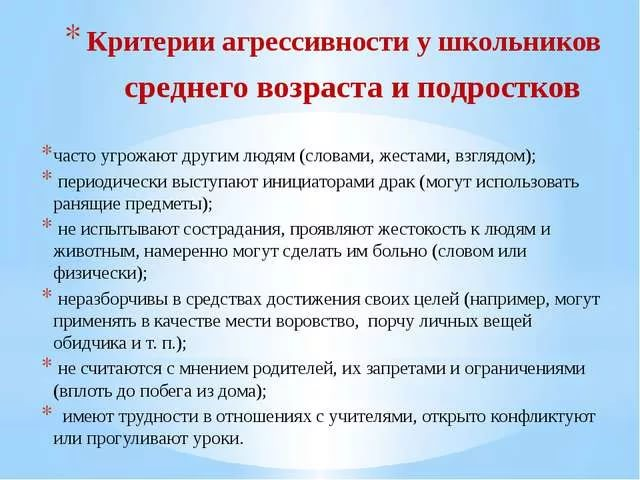 * Критерии агрессивности у школьников
среднего возраста и подростков
*часто угрожают другим людям (словами, жестами, взглядом);
* периодически выступают инициаторами драк (могут использовать
ранящие предметы);
* не испытывают сострадания, проявляют жестокость к людям и
животным, намеренно могут сделать им больно (словом или
физически);
* неразборчивы в средствах достижения своих целей (например, могут
применять в качестве мести воровство, порчу личных вещей
обидчика и т. п.);
* не считаются с мнением родителей, их запретами и ограничениями
(вплоть до побега из дома);
* имеют трудности в отношениях с учителями, открыто конфликтуют
или прогуливают уроки.